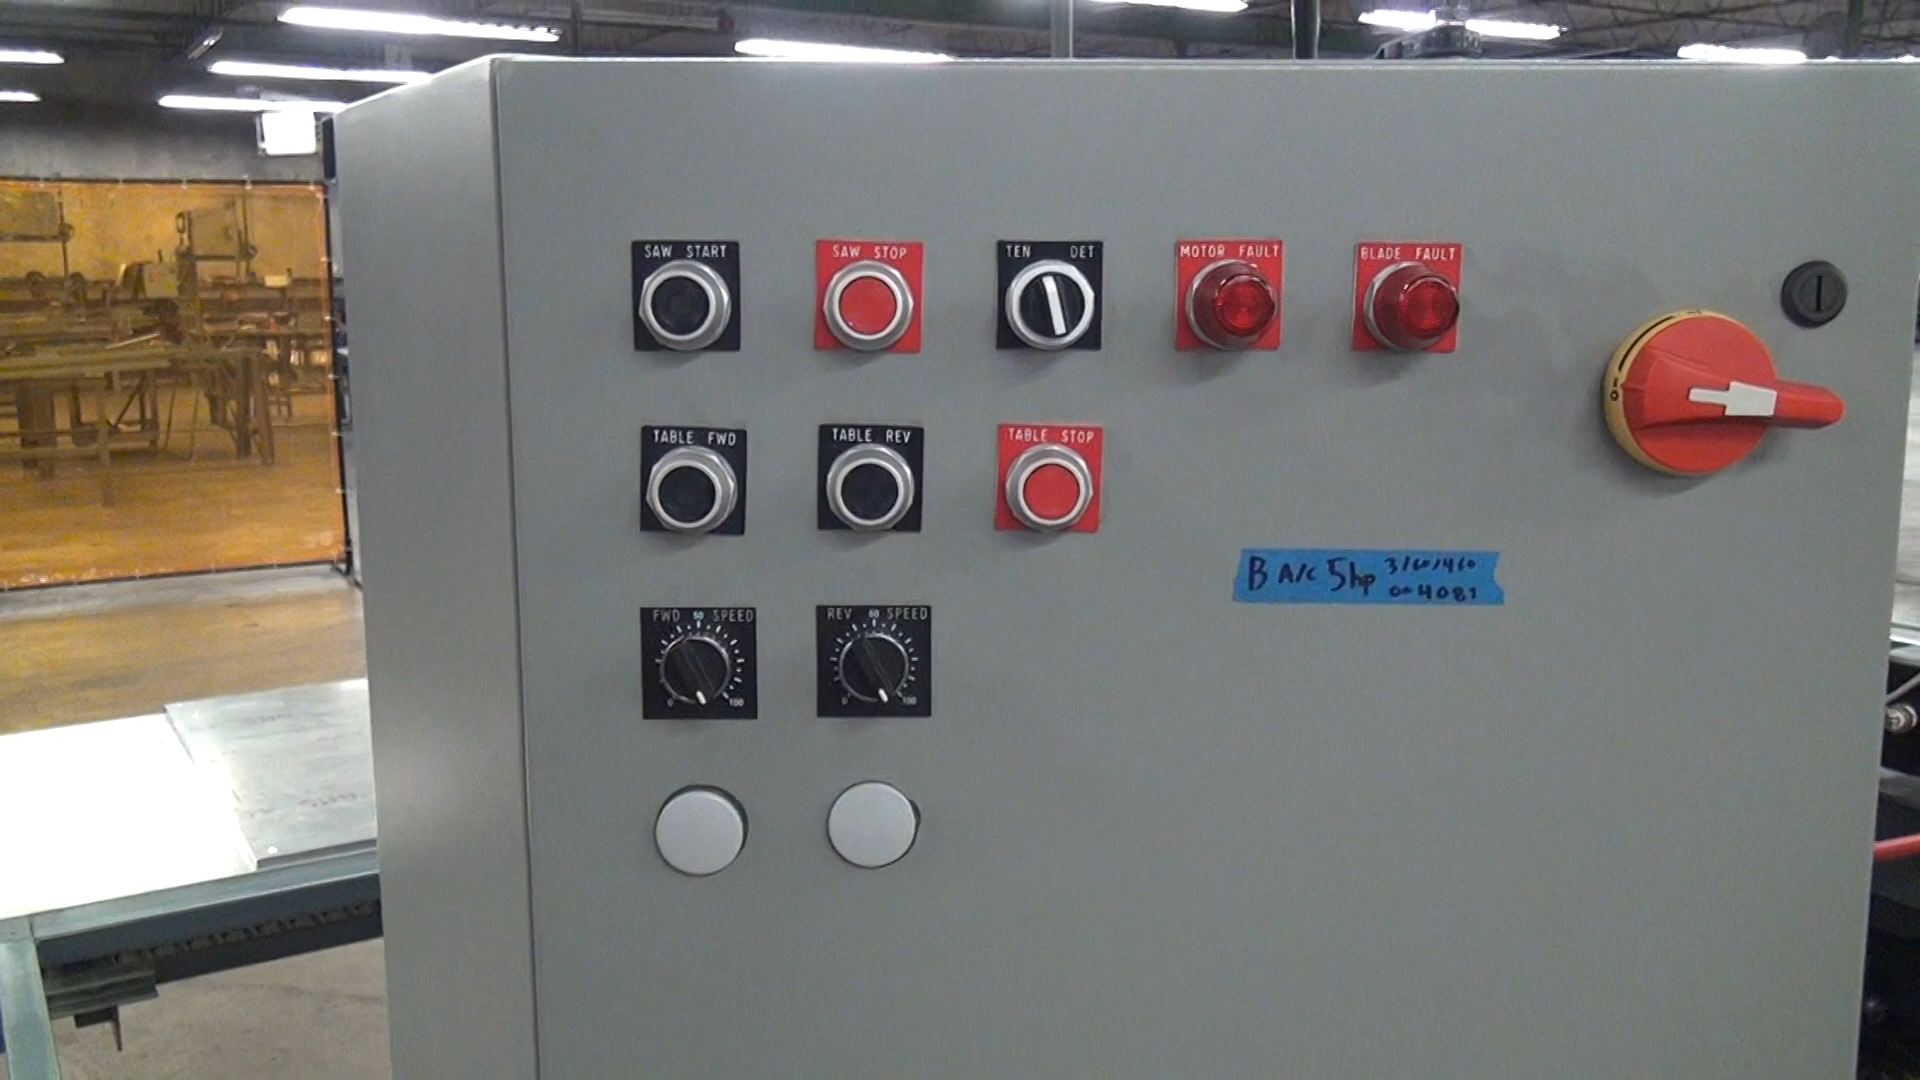 SAW START
SAW STOP
TEN DET
MOTOR FAULT
BLADE FAULT
TABLE FWD
TABLE REV
TABLE STOP
B A/C 5hp 3/60/460
FWD 50 SPEED
0 100
REV SPEED
0 100